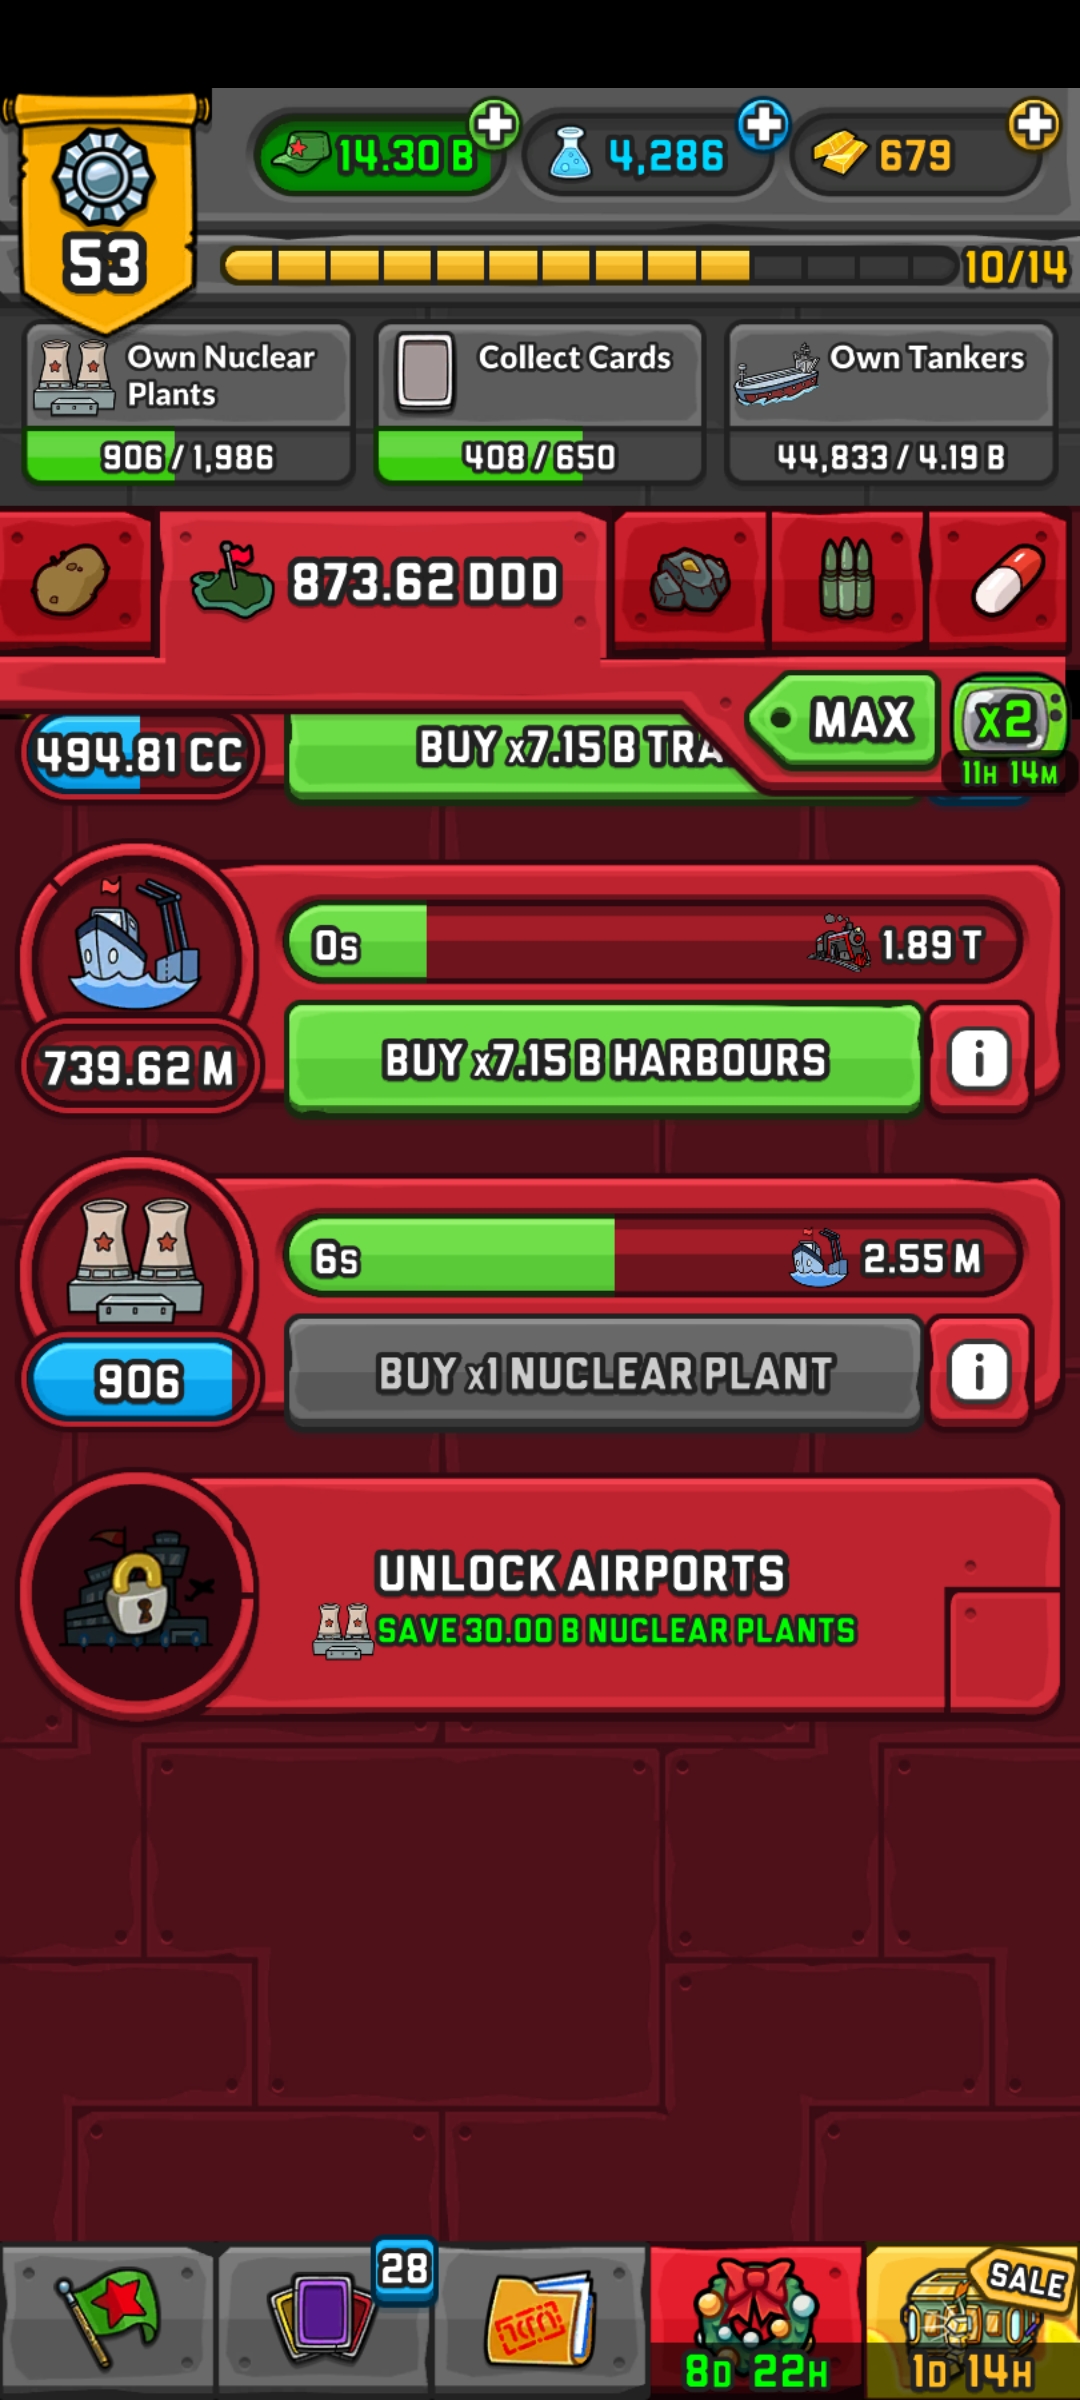 14.30 B
4,286
679
53
10/14
Own Nuclear
Plants
906 / 1,986
Collect Cards
408 / 650
Own Tankers
44,833 / 4.19 B
873.62 DDD
MAX
x2
11H 14M
494.81 CC
BUY x7.15 B TRA
0s
1.89 T
739.62 M
BUY x7.15 B HARBOURS
i
6s
2.55 M
906
BUY x1 NUCLEAR PLANT
i
UNLOCK AIRPORTS
SAVE 30.00 B NUCLEAR PLANTS
28
SALE
8D 22H
1D 14H